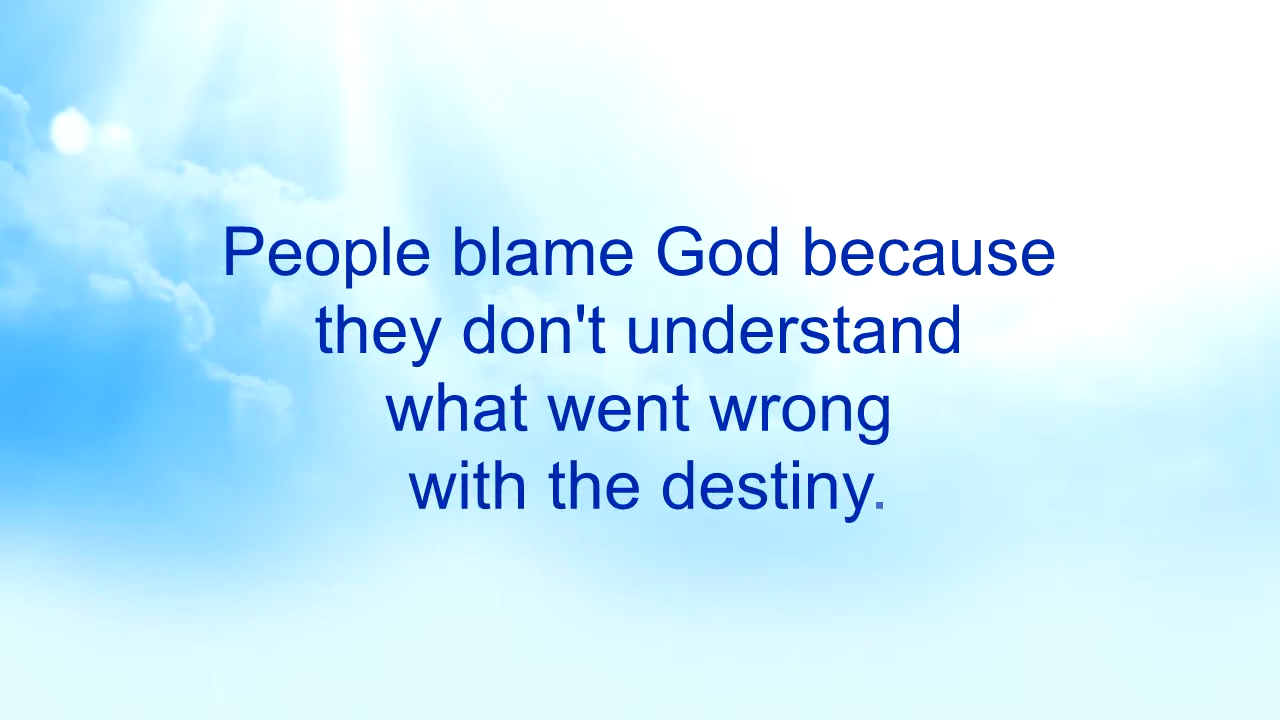 People blame God because
they don't understand
what went wrong
with the destiny.